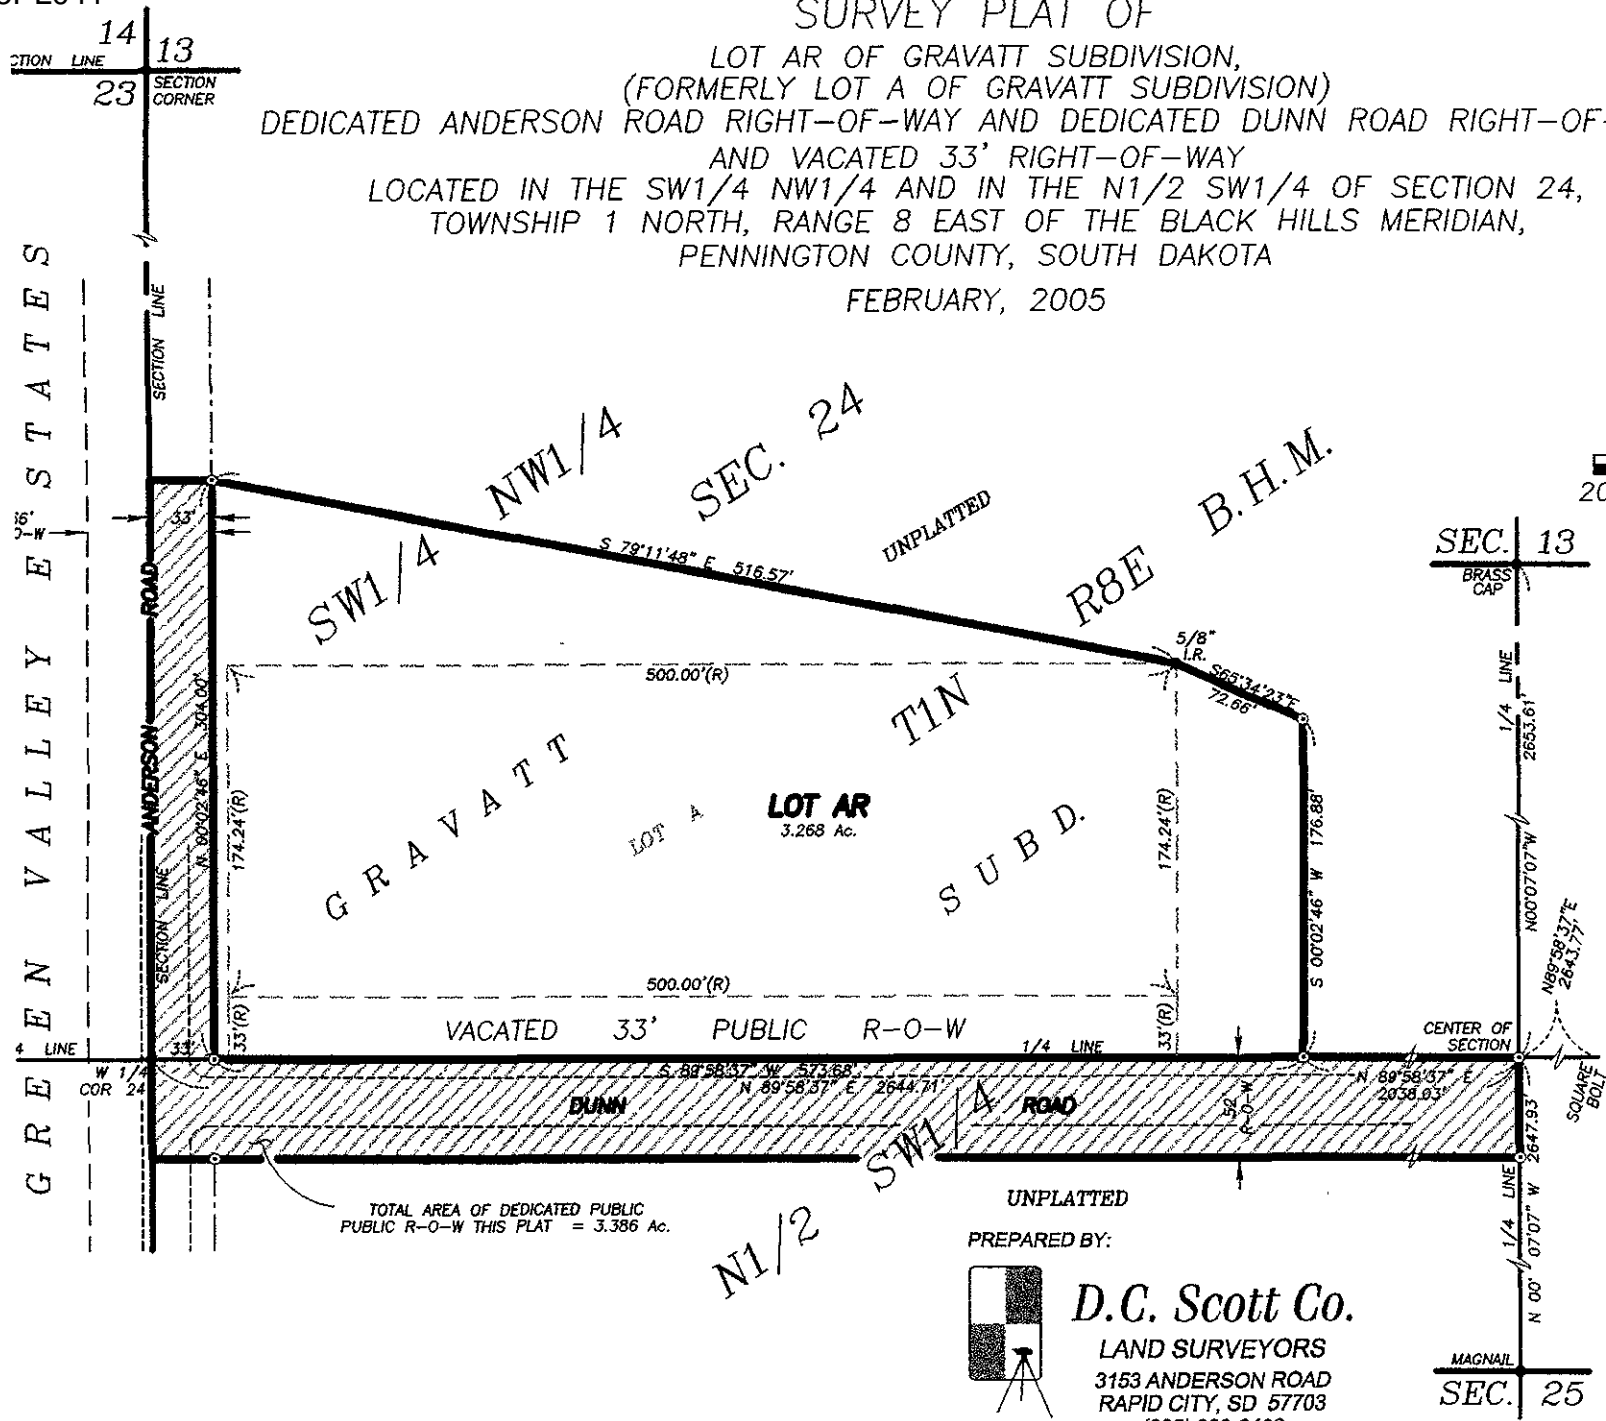 SURVEY PLAT OF
LOT AR OF GRAVATT SUBDIVISION,
(FORMERLY LOT A OF GRAVATT SUBDIVISION)
DEDICATED ANDERSON ROAD RIGHT-OF-WAY AND DEDICATED DUNN ROAD RIGHT-OF-
AND VACATED 33' RIGHT-OF-WAY
LOCATED IN THE SW1/4 NW1/4 AND IN THE N1/2 SW1/4 OF SECTION 24,
TOWNSHIP 1 NORTH, RANGE 8 EAST OF THE BLACK HILLS MERIDIAN,
PENNINGTON COUNTY, SOUTH DAKOTA
FEBRUARY, 2005
14
13
LINE
23
SECTION
CORNER
SECTION LINE
GREEN VALLEY ESTATES
NW1/4
SEC. 24
SW1/4
UNPLATTED
B.H.M.
R8E
T1N
33'
ANDERSON ROAD
S 79°11'48" E 516.57'
5/8"
I.R.
S65°34'23"E
72.66'
SEC. 13
BRASS
CAP
1/4 LINE
2653.61'
N00°07'07"W
500.00'(R)
N 00°02'46" E 304.00'
174.24'(R)
GRAVATT
LOT A
LOT AR
3.268 Ac.
SUBD.
174.24'(R)
S 00°02'46" W 176.88'
SECTION LINE
500.00'(R)
33'(R)
VACATED 33' PUBLIC R-O-W
33'(R)
1/4 LINE
CENTER OF
SECTION
N89°58'37"E
2643.77'
SQUARE
BOLT
4 LINE
W 1/4
COR 24
33'
S 89°58'37" W 573.68'
N 89°58'37" E 2644.71'
N 89°58'37" E
2038.03'
DUNN ROAD
52'
R-O-W
SW1/4
N1/2
TOTAL AREA OF DEDICATED PUBLIC
PUBLIC R-O-W THIS PLAT = 3.386 Ac.
UNPLATTED
2647.93'
1/4 LINE
N 00° 07'07" W
PREPARED BY:
D.C. Scott Co.
LAND SURVEYORS
3153 ANDERSON ROAD
RAPID CITY, SD 57703
MAGNAIL
SEC. 25